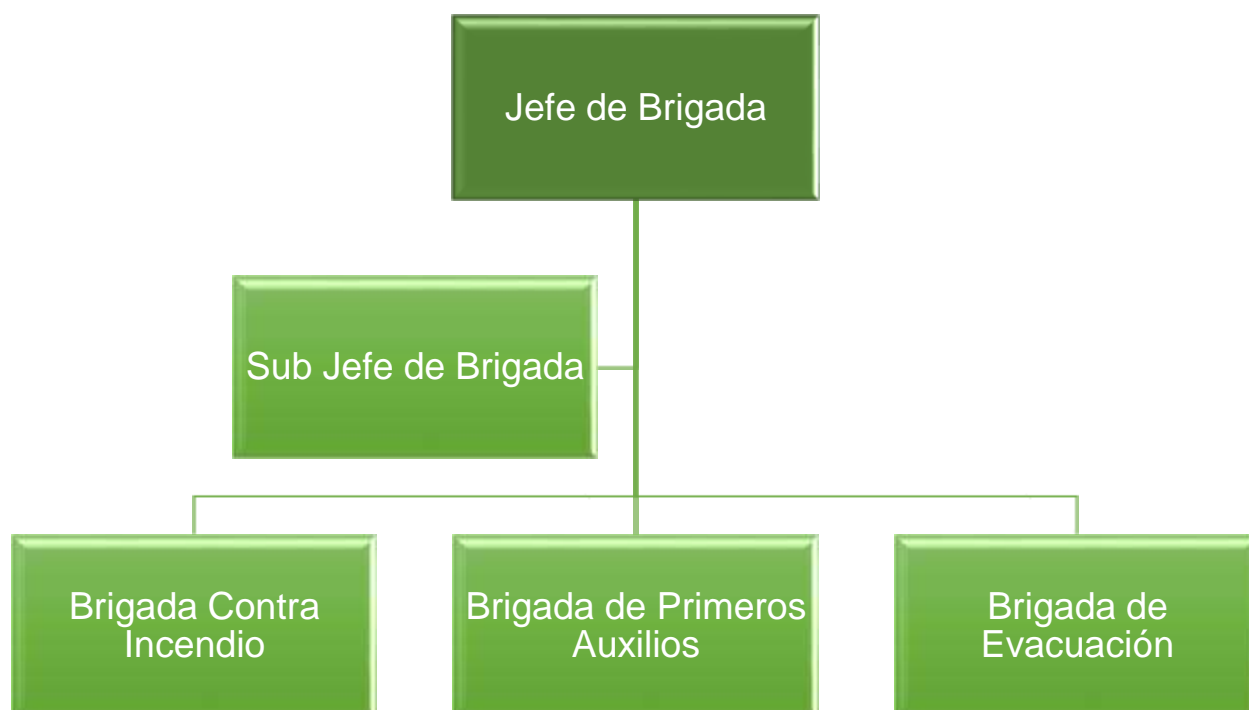 Jefe de Brigada
Sub Jefe de Brigada
Brigada Contra
Incendio
Brigada de Primeros
Auxilios
Brigada de
Evacuación